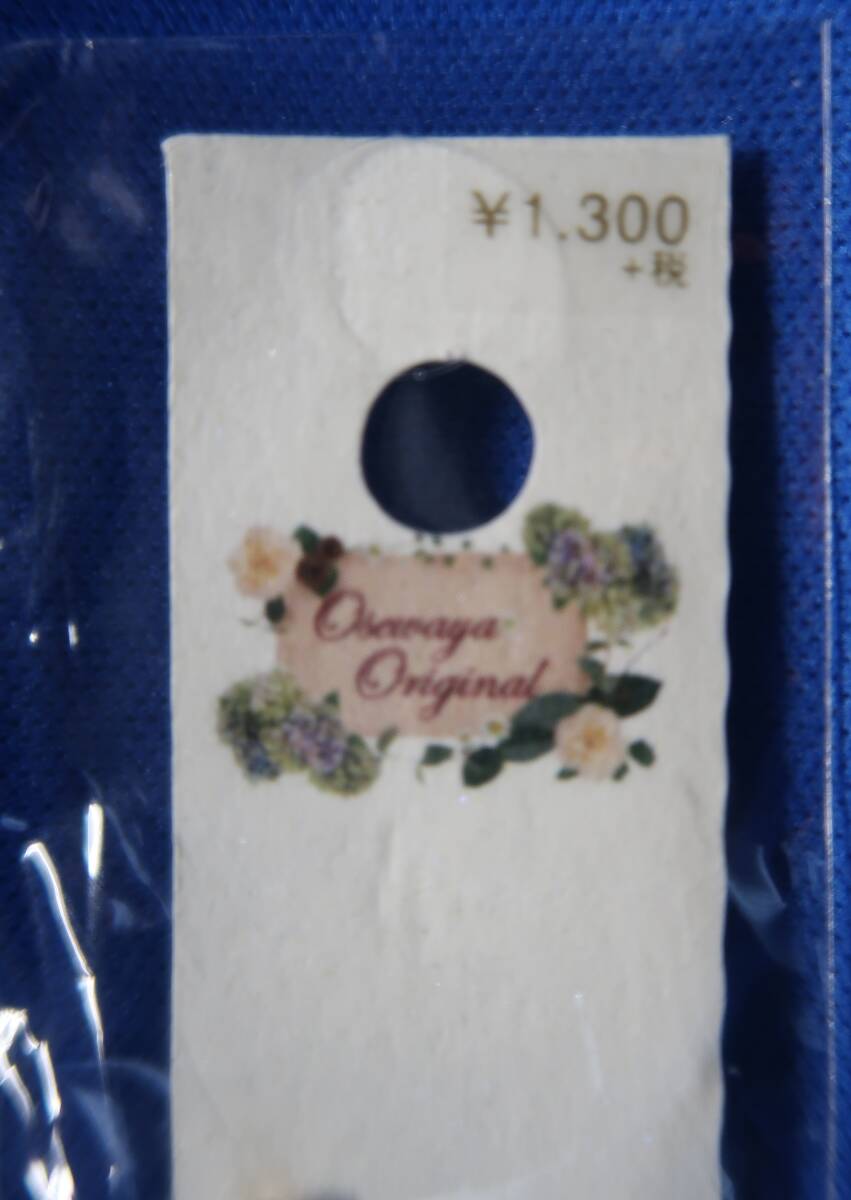 ¥1.300
+税
Osewaya
Original